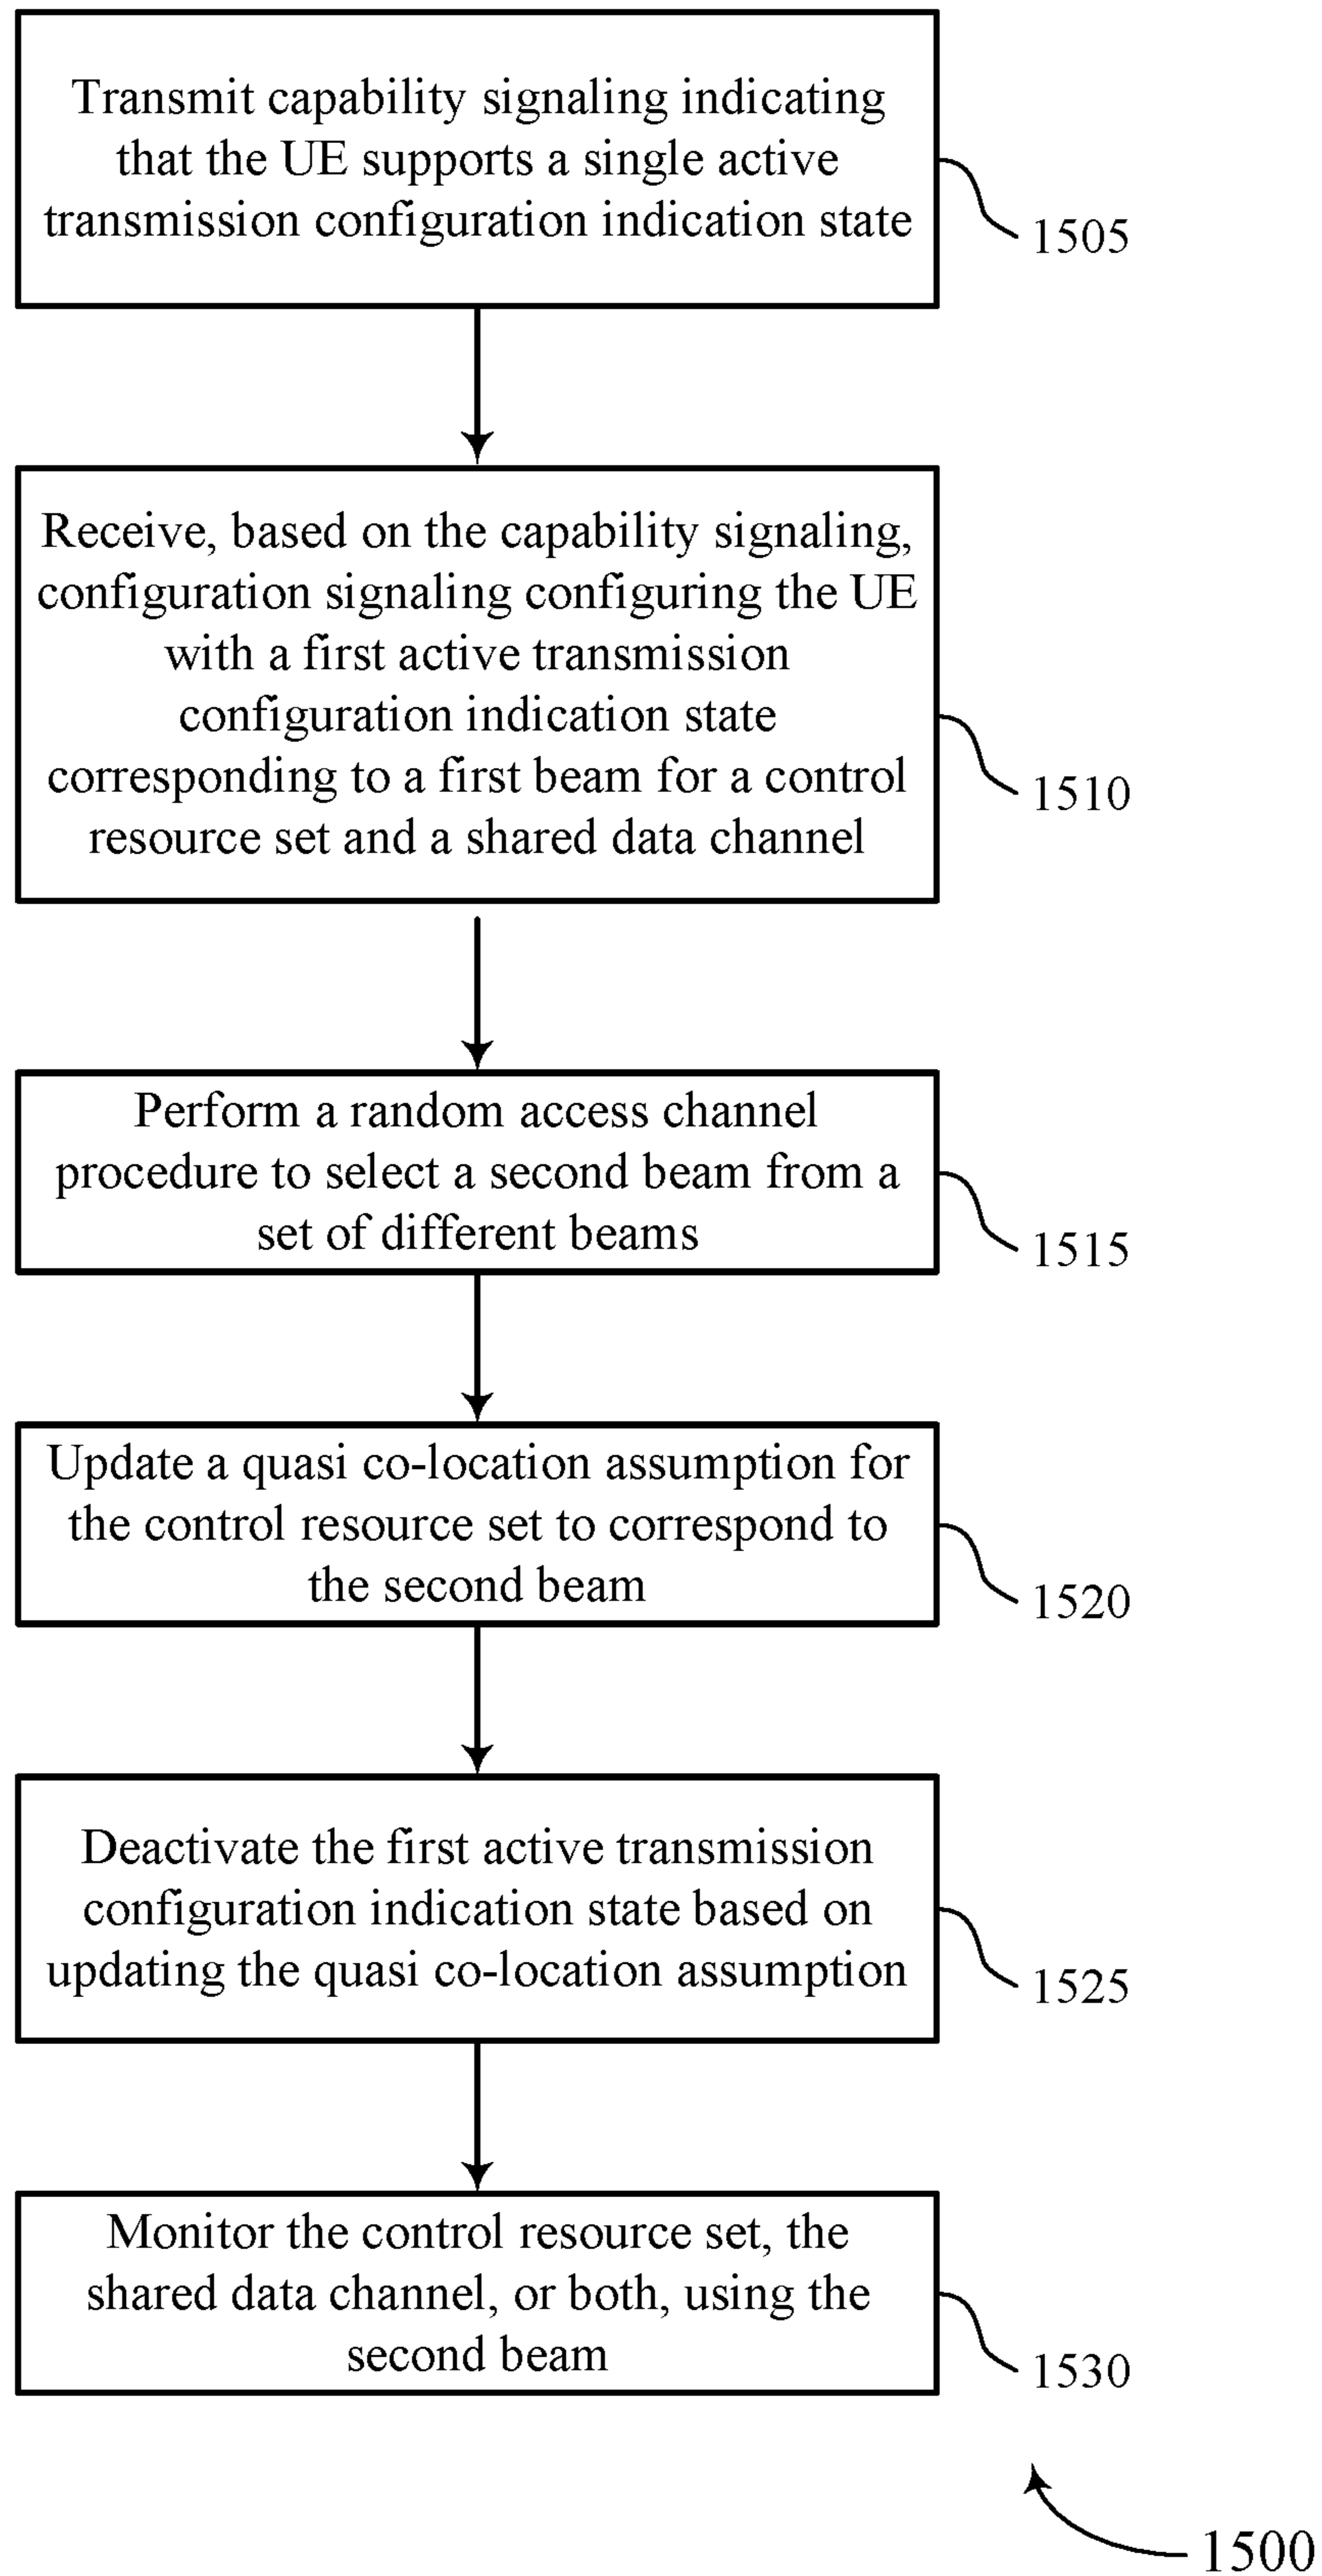 Transmit capability signaling indicating
that the UE supports a single active
transmission configuration indication state
1505
Receive, based on the capability signaling,
configuration signaling configuring the UE
with a first active transmission
configuration indication state
corresponding to a first beam for a control
resource set and a shared data channel
1510
Perform a random access channel
procedure to select a second beam from a
set of different beams
1515
Update a quasi co-location assumption for
the control resource set to correspond to
the second beam
1520
Deactivate the first active transmission
configuration indication state based on
updating the quasi co-location assumption
1525
Monitor the control resource set, the
shared data channel, or both, using the
second beam
1530
1500